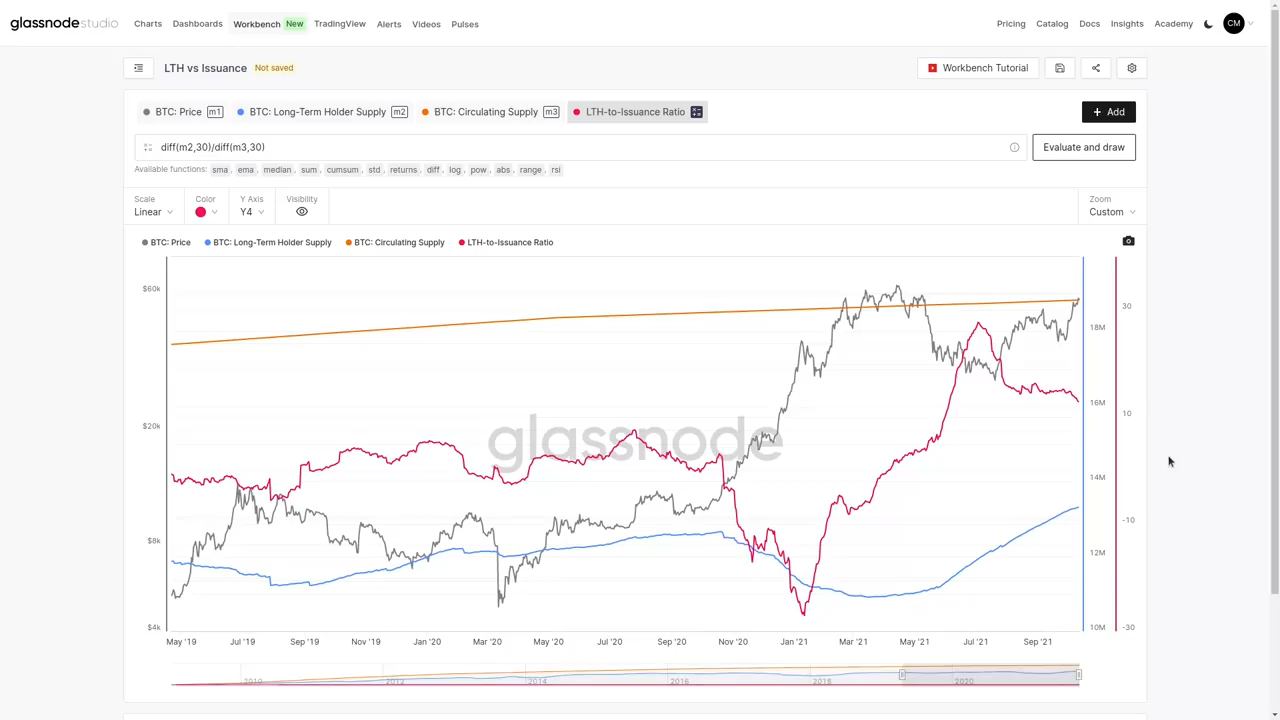 glassnodestudio Charts Dashboards Workbench New TradingView Alerts Videos Pulses Pricing Catalog Docs Insights Academy CM
LTH vs Issuance Not saved Workbench Tutorial
BTC: Price m1 BTC: Long-Term Holder Supply m2 BTC: Circulating Supply m3 LTH-to-Issuance Ratio + Add
diff(m2,30)/diff(m3,30) Evaluate and draw
Available functions: sma , ema , median , sum , cumsum , std , returns , diff , log , pow , abs , range , rsi
Scale Color Y Axis Visibility Zoom
Linear Y4 Custom
BTC: Price BTC: Long-Term Holder Supply BTC: Circulating Supply LTH-to-Issuance Ratio
$60k
30
18M
16M
10
$20k
glassnode
14M
-10
$8k
12M
$4k 10M -30
May '19 Jul '19 Sep '19 Nov '19 Jan '20 Mar '20 May '20 Jul '20 Sep '20 Nov '20 Jan '21 Mar '21 May '21 Jul '21 Sep '21
2010 2012 2014 2016 2018 2020